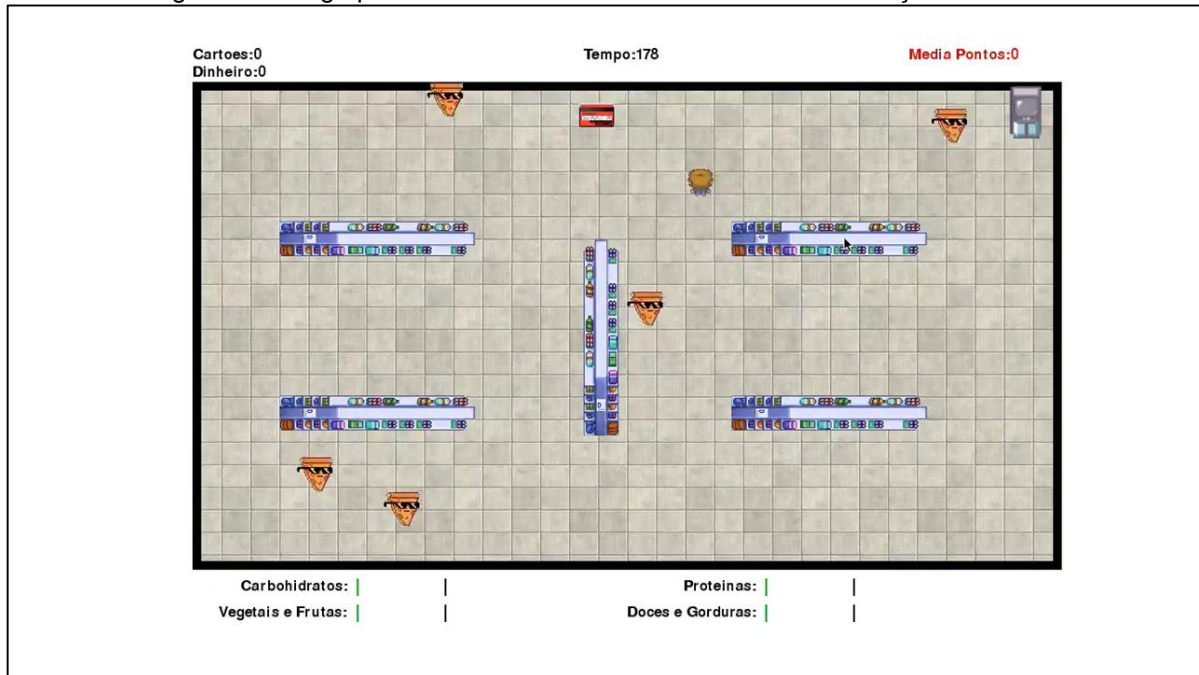 Cartoes:0
Tempo:178
Media Pontos:0
Dinheiro:0
Carbohidratos:
Proteinas:
Vegetais e Frutas:
Doces e Gorduras: